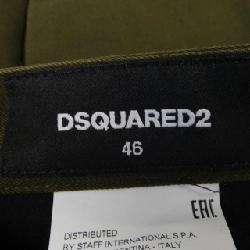 DSQUARED2
46
EAC
DISTRIBUTED
BY STAFF INTERNATIONAL S.P.A.